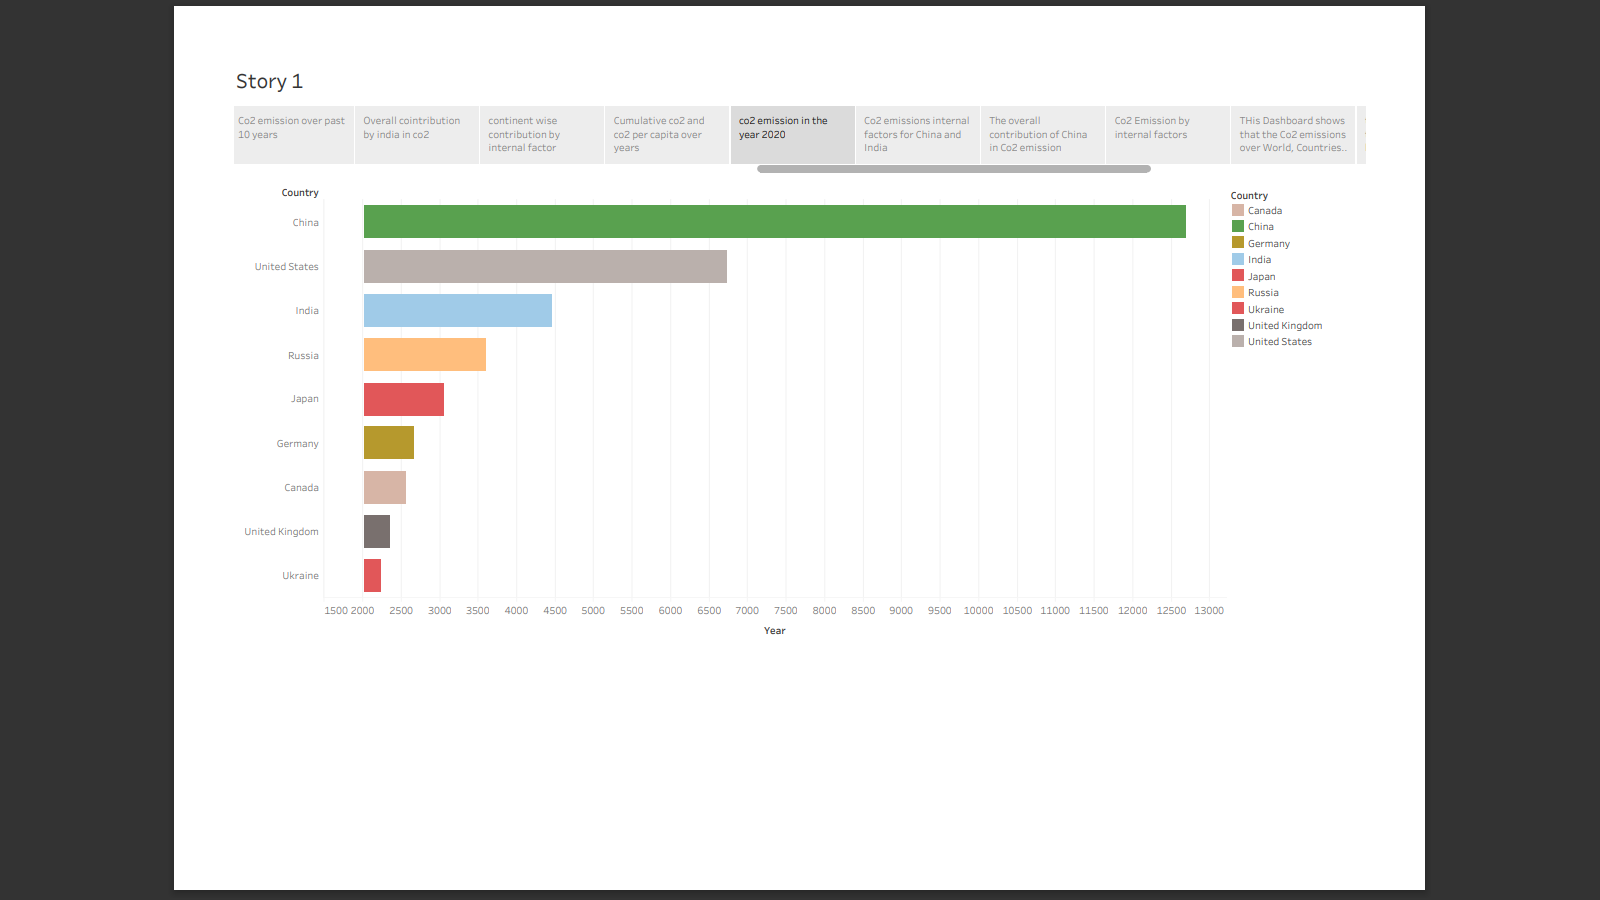 Story 1
Co2 emission over past
10 years
Overall cointribution
by india in co2
continent wise
contribution by
internal factor
Cumulative co2 and
co2 per capita over
years
co2 emission in the
year 2020
Co2 emissions internal
factors for China and
India
The overall
contribution of China
in Co2 emission
Co2 Emission by
internal factors
THis Dashboard shows
that the Co2 emissions
over World, Countries..
Country
China
United States
India
Russia
Japan
Germany
Canada
United Kingdom
Ukraine
1500 2000 2500 3000 3500 4000 4500 5000 5500 6000 6500 7000 7500 8000 8500 9000 9500 10000 10500 11000 11500 12000 12500 13000
Year
Country
Canada
China
Germany
India
Japan
Russia
Ukraine
United Kingdom
United States